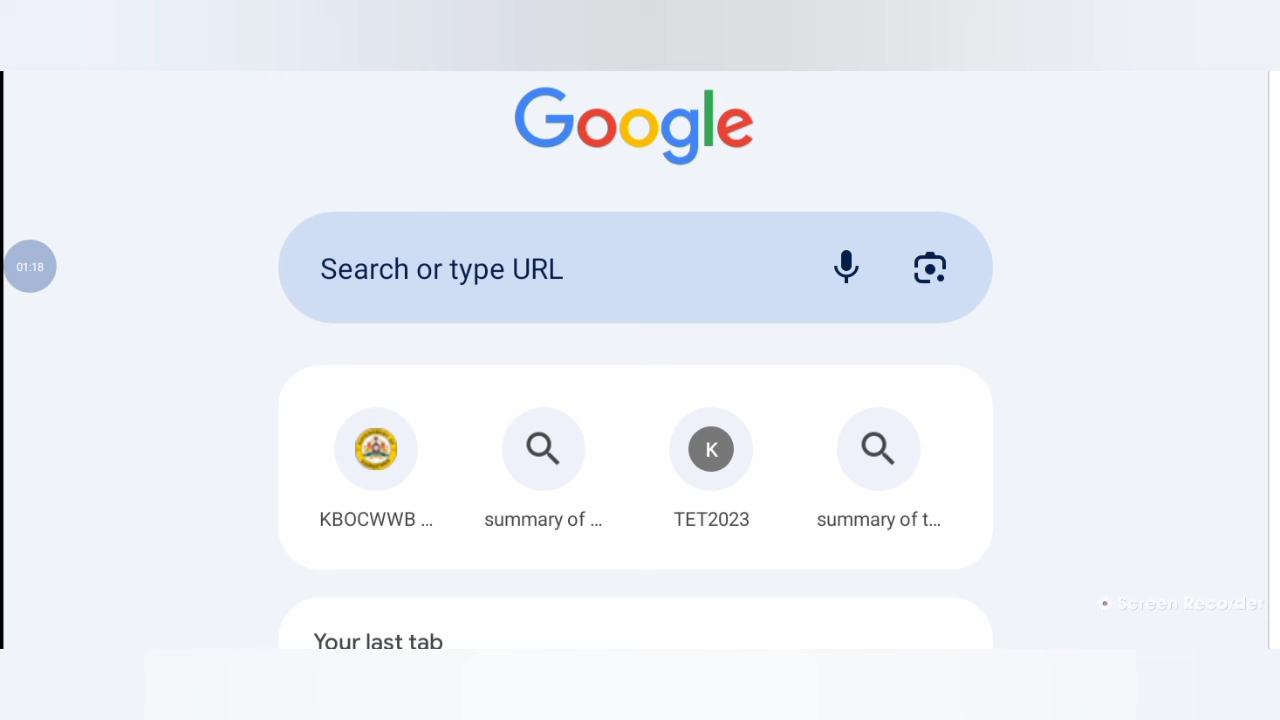 Google
01:18
Search or type URL
K
KBOCWWB ...
summary of ...
TET2023
summary of t...
Screen Recorder
Your last tab